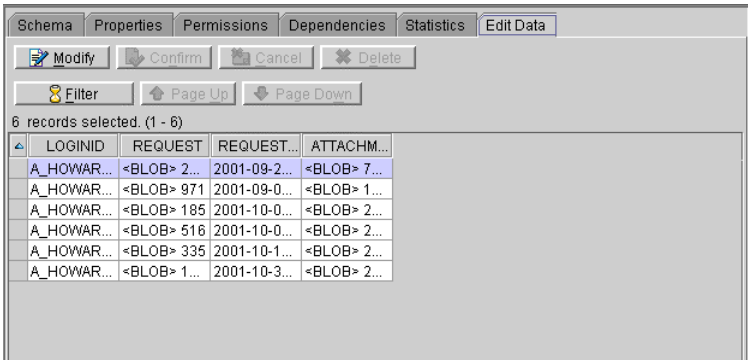 Schema Properties Permissions Dependencies Statistics Edit Data
Modify Confirm Cancel Delete
Filter Page Up Page Down
6 records selected. (1 - 6)
LOGINID REQUEST REQUEST... ATTACHM...
A_HOWAR... <BLOB> 2... 2001-09-2... <BLOB> 7...
A_HOWAR... <BLOB> 971 2001-09-0... <BLOB> 1...
A_HOWAR... <BLOB> 185 2001-10-0... <BLOB> 2...
A_HOWAR... <BLOB> 516 2001-10-0... <BLOB> 2...
A_HOWAR... <BLOB> 335 2001-10-1... <BLOB> 2...
A_HOWAR... <BLOB> 1... 2001-10-3... <BLOB> 2...